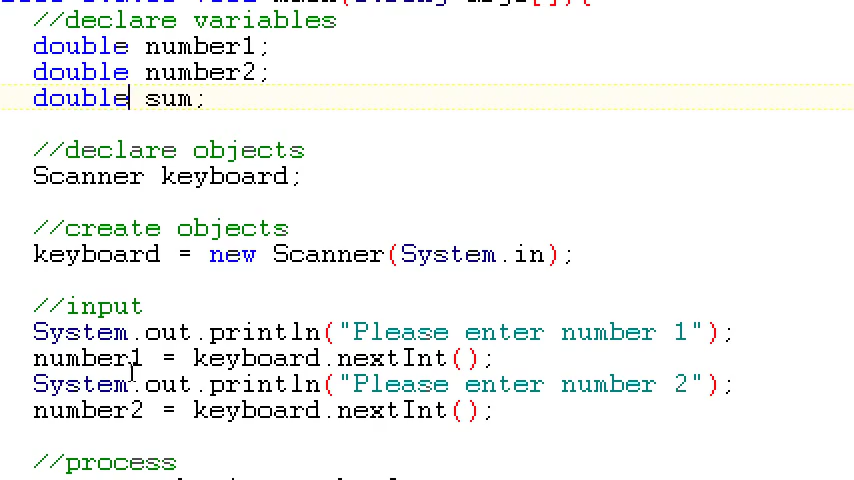 //declare variables
double number1;
double number2;
double sum;
//declare objects
Scanner keyboard;
//create objects
keyboard = new Scanner(System.in);
//input
System.out.println("Please enter number 1");
number1 = keyboard.nextInt();
System.out.println("Please enter number 2");
number2 = keyboard.nextInt();
//process